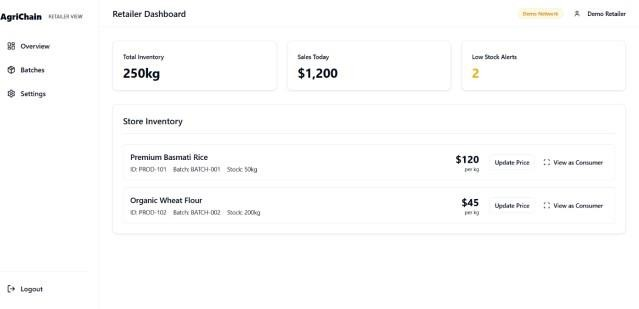 AgriChain RETAILER VIEW
Overview
Batches
Settings
Logout
Retailer Dashboard
Demo Network
Demo Retailer
Total Inventory
250kg
Sales Today
$1,200
Low Stock Alerts
2
Store Inventory
Premium Basmati Rice
ID: PROD-101 Batch: BATCH-001 Stock: 50kg
$120
per kg
Update Price
View as Consumer
Organic Wheat Flour
ID: PROD-102 Batch: BATCH-002 Stock: 200kg
$45
per kg
Update Price
View as Consumer